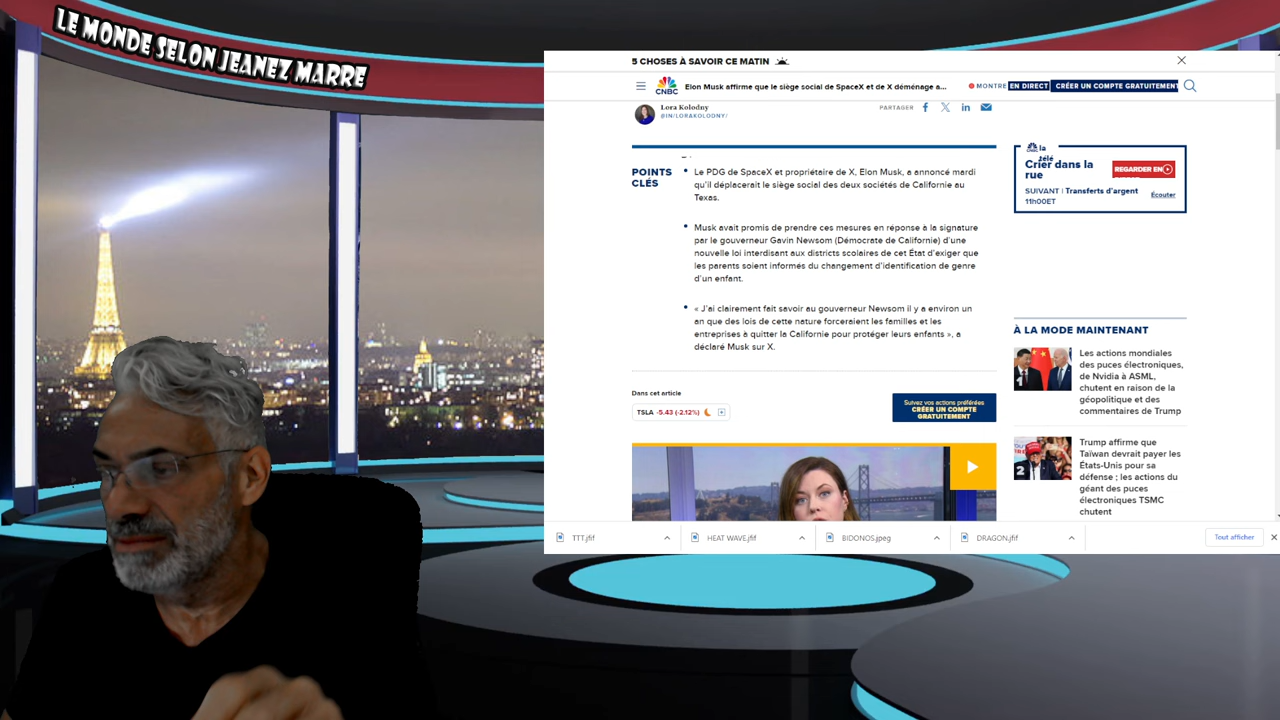 LE MONDE SELON JEANEZ MARRE
5 CHOSES À SAVOIR CE MATIN
CNBC
Elon Musk affirme que le siège social de SpaceX et de X déménage a...
MONTRE EN DIRECT
CRÉER UN COMPTE GRATUITEMENT
Lora Kolodny
@IN/LORAKOLODNY/
PARTAGER
POINTS
CLÉS
Le PDG de SpaceX et propriétaire de X, Elon Musk, a annoncé mardi
qu'il déplacerait le siège social des deux sociétés de Californie au
Texas.
Musk avait promis de prendre ces mesures en réponse à la signature
par le gouverneur Gavin Newsom (Démocrate de Californie) d'une
nouvelle loi interdisant aux districts scolaires de cet État d'exiger que
les parents soient informés du changement d'identification de genre
d'un enfant.
« J'ai clairement fait savoir au gouverneur Newsom il y a environ un
an que des lois de cette nature forceraient les familles et les
entreprises à quitter la Californie pour protéger leurs enfants », a
déclaré Musk sur X.
Dans cet article
TSLA -5.43 (-2.12%)
Suivez vos actions préférées
CRÉER UN COMPTE
GRATUITEMENT
la
télé
Crier dans la
rue
REGARDER EN
SUIVANT | Transferts d'argent
11h00ET
Écouter
À LA MODE MAINTENANT
1
Les actions mondiales
des puces électroniques,
de Nvidia à ASML,
chutent en raison de la
géopolitique et des
commentaires de Trump
2
Trump affirme que
Taïwan devrait payer les
États-Unis pour sa
défense ; les actions du
géant des puces
électroniques TSMC
chutent
TTT.jfif
HEAT WAVE.jfif
BIDONOS.jpeg
DRAGON.jfif
Tout afficher